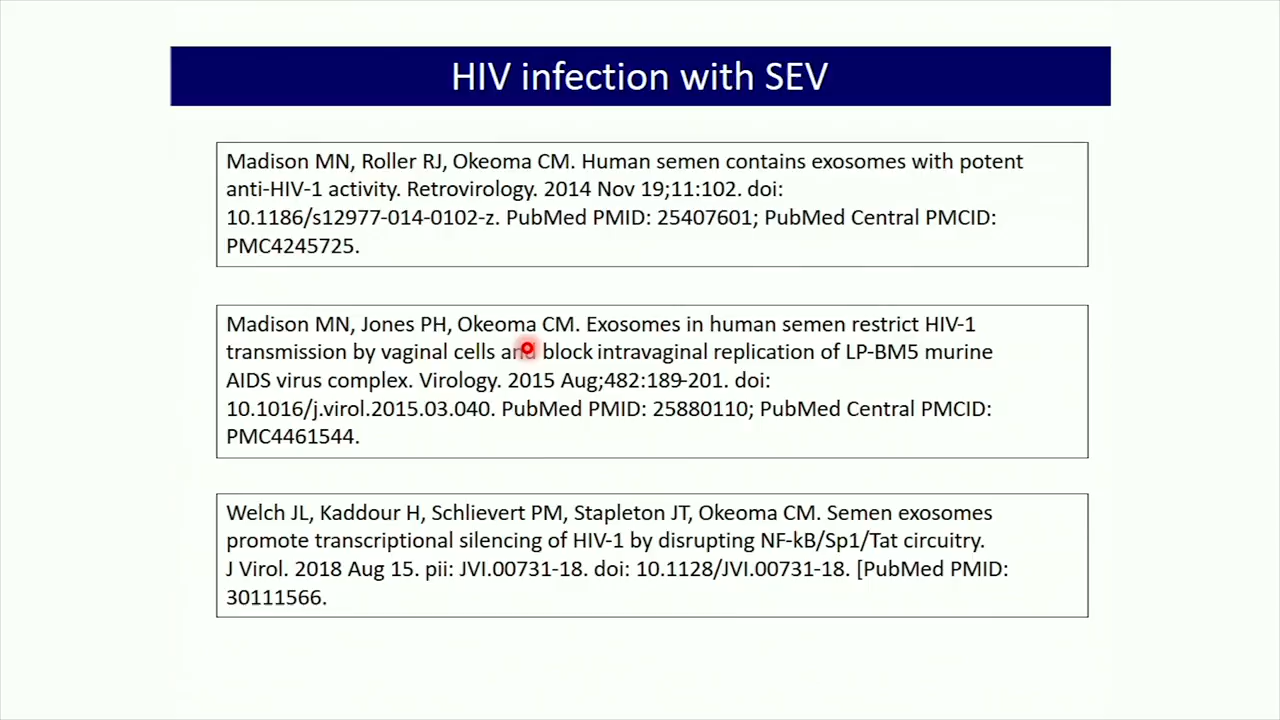 HIV infection with SEV
Madison MN, Roller RJ, Okeoma CM. Human semen contains exosomes with potent
anti-HIV-1 activity. Retrovirology. 2014 Nov 19;11:102. doi:
10.1186/s12977-014-0102-z. PubMed PMID: 25407601; PubMed Central PMCID:
PMC4245725.
Madison MN, Jones PH, Okeoma CM. Exosomes in human semen restrict HIV-1
transmission by vaginal cells and block intravaginal replication of LP-BM5 murine
AIDS virus complex. Virology. 2015 Aug;482:189-201. doi:
10.1016/j.virol.2015.03.040. PubMed PMID: 25880110; PubMed Central PMCID:
PMC4461544.
Welch JL, Kaddour H, Schlievert PM, Stapleton JT, Okeoma CM. Semen exosomes
promote transcriptional silencing of HIV-1 by disrupting NF-kB/Sp1/Tat circuitry.
J Virol. 2018 Aug 15. pii: JVI.00731-18. doi: 10.1128/JVI.00731-18. [PubMed PMID:
30111566.